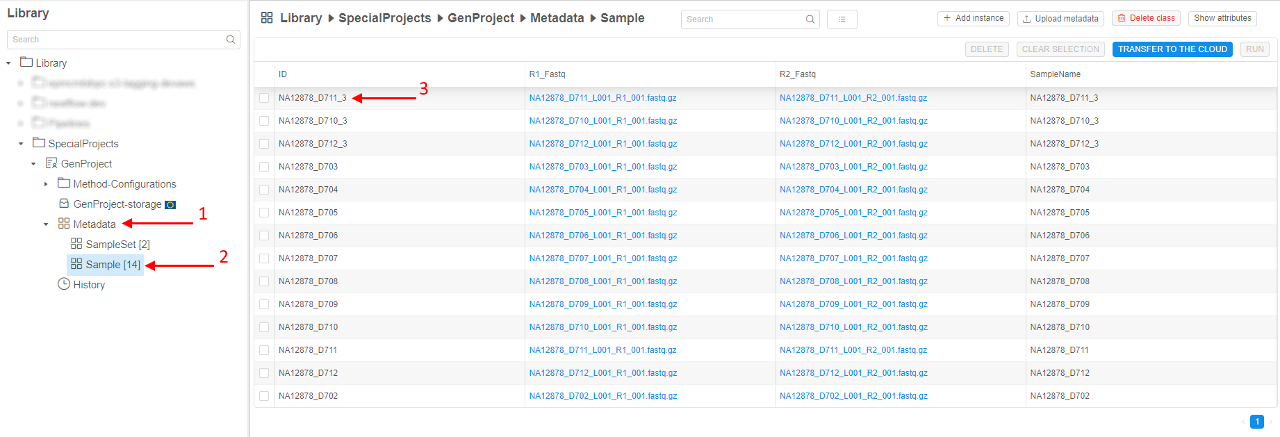 Library
Search
Library
SpecialProjects
GenProject
Method-Configurations
GenProject-storage
Metadata
1
SampleSet [2]
Sample [14]
2
History
Library SpecialProjects GenProject Metadata Sample
Search
+ Add instance
Upload metadata
Delete class
Show attributes
DELETE
CLEAR SELECTION
TRANSFER TO THE CLOUD
RUN
ID R1_Fastq R2_Fastq SampleName
NA12878_D711_3 3 NA12878_D711_L001_R1_001.fastq.gz NA12878_D711_L001_R2_001.fastq.gz NA12878_D711_3
NA12878_D710_3 NA12878_D710_L001_R1_001.fastq.gz NA12878_D710_L001_R2_001.fastq.gz NA12878_D710_3
NA12878_D712_3 NA12878_D712_L001_R1_001.fastq.gz NA12878_D712_L001_R2_001.fastq.gz NA12878_D712_3
NA12878_D703 NA12878_D703_L001_R1_001.fastq.gz NA12878_D703_L001_R2_001.fastq.gz NA12878_D703
NA12878_D704 NA12878_D704_L001_R1_001.fastq.gz NA12878_D704_L001_R2_001.fastq.gz NA12878_D704
NA12878_D705 NA12878_D705_L001_R1_001.fastq.gz NA12878_D705_L001_R2_001.fastq.gz NA12878_D705
NA12878_D706 NA12878_D706_L001_R1_001.fastq.gz NA12878_D706_L001_R2_001.fastq.gz NA12878_D706
NA12878_D707 NA12878_D707_L001_R1_001.fastq.gz NA12878_D707_L001_R2_001.fastq.gz NA12878_D707
NA12878_D708 NA12878_D708_L001_R1_001.fastq.gz NA12878_D708_L001_R2_001.fastq.gz NA12878_D708
NA12878_D709 NA12878_D709_L001_R1_001.fastq.gz NA12878_D709_L001_R2_001.fastq.gz NA12878_D709
NA12878_D710 NA12878_D710_L001_R1_001.fastq.gz NA12878_D710_L001_R2_001.fastq.gz NA12878_D710
NA12878_D711 NA12878_D711_L001_R1_001.fastq.gz NA12878_D711_L001_R2_001.fastq.gz NA12878_D711
NA12878_D712 NA12878_D712_L001_R1_001.fastq.gz NA12878_D712_L001_R2_001.fastq.gz NA12878_D712
NA12878_D702 NA12878_D702_L001_R1_001.fastq.gz NA12878_D702_L001_R2_001.fastq.gz NA12878_D702
1